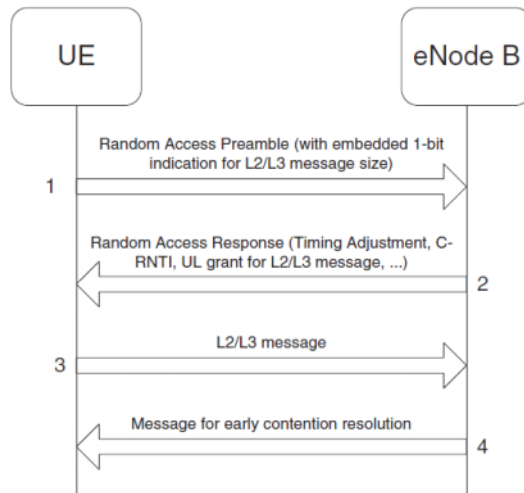 UE
eNode B
Random Access Preamble (with embedded 1-bit
indication for L2/L3 message size)
1
Random Access Response (Timing Adjustment, C-
RNTI, UL grant for L2/L3 message, ...)
2
L2/L3 message
3
Message for early contention resolution
4